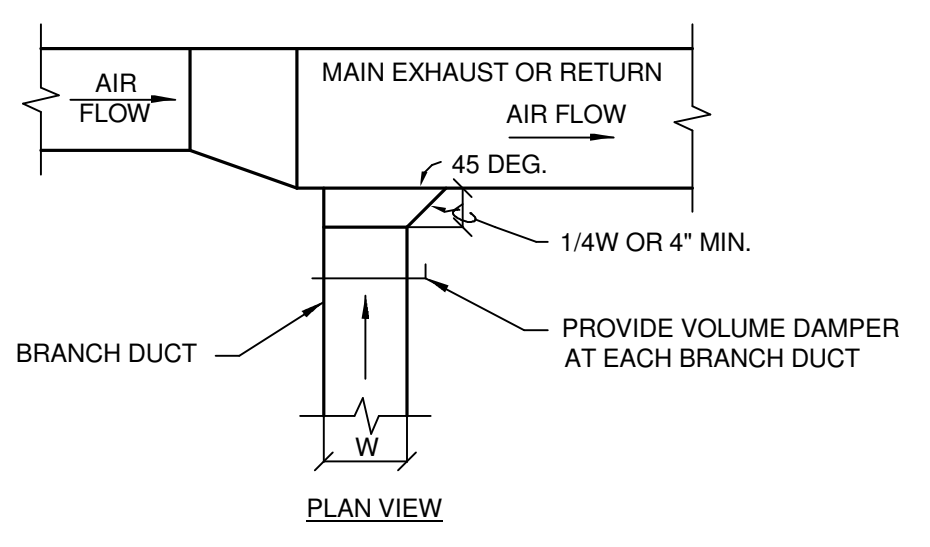 AIR
FLOW
MAIN EXHAUST OR RETURN
AIR FLOW
45 DEG.
1/4W OR 4" MIN.
PROVIDE VOLUME DAMPER
AT EACH BRANCH DUCT
BRANCH DUCT
W
PLAN VIEW